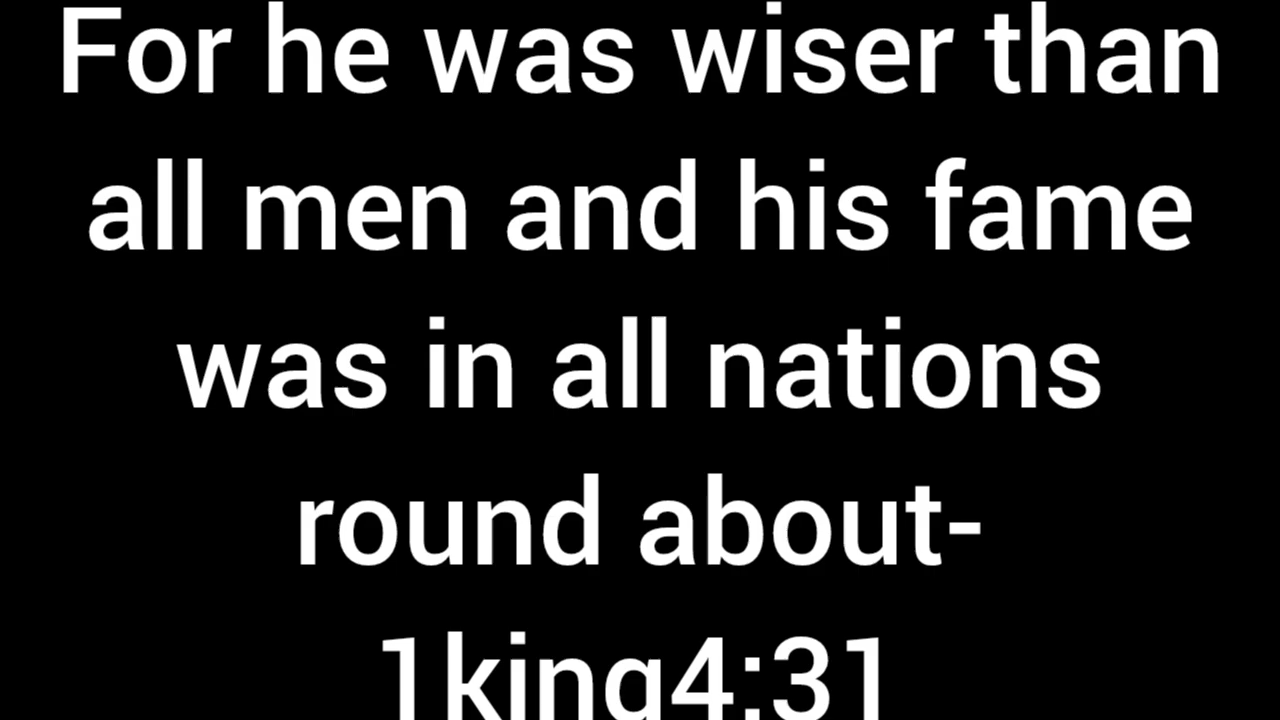 For he was wiser than
all men and his fame
was in all nations
round about-
1king4:31